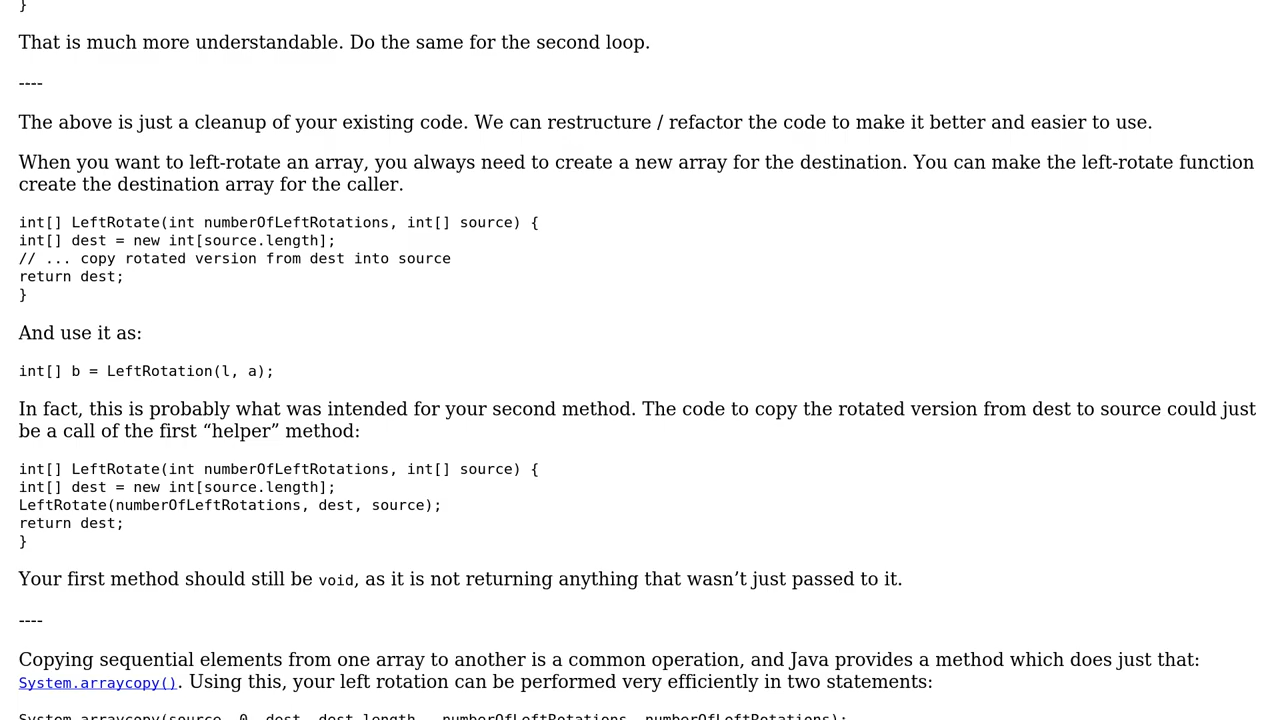 }
That is much more understandable. Do the same for the second loop.
----
The above is just a cleanup of your existing code. We can restructure / refactor the code to make it better and easier to use.
When you want to left-rotate an array, you always need to create a new array for the destination. You can make the left-rotate function
create the destination array for the caller.
int[] LeftRotate(int numberOfLeftRotations, int[] source) {
int[] dest = new int[source.length];
// ... copy rotated version from dest into source
return dest;
}
And use it as:
int[] b = LeftRotation(l, a);
In fact, this is probably what was intended for your second method. The code to copy the rotated version from dest to source could just
be a call of the first “helper” method:
int[] LeftRotate(int numberOfLeftRotations, int[] source) {
int[] dest = new int[source.length];
LeftRotate(numberOfLeftRotations, dest, source);
return dest;
}
Your first method should still be void, as it is not returning anything that wasn’t just passed to it.
----
Copying sequential elements from one array to another is a common operation, and Java provides a method which does just that:
System.arraycopy(). Using this, your left rotation can be performed very efficiently in two statements:
System.arraycopy(source, 0, dest, dest.length - numberOfLeftRotations, numberOfLeftRotations);